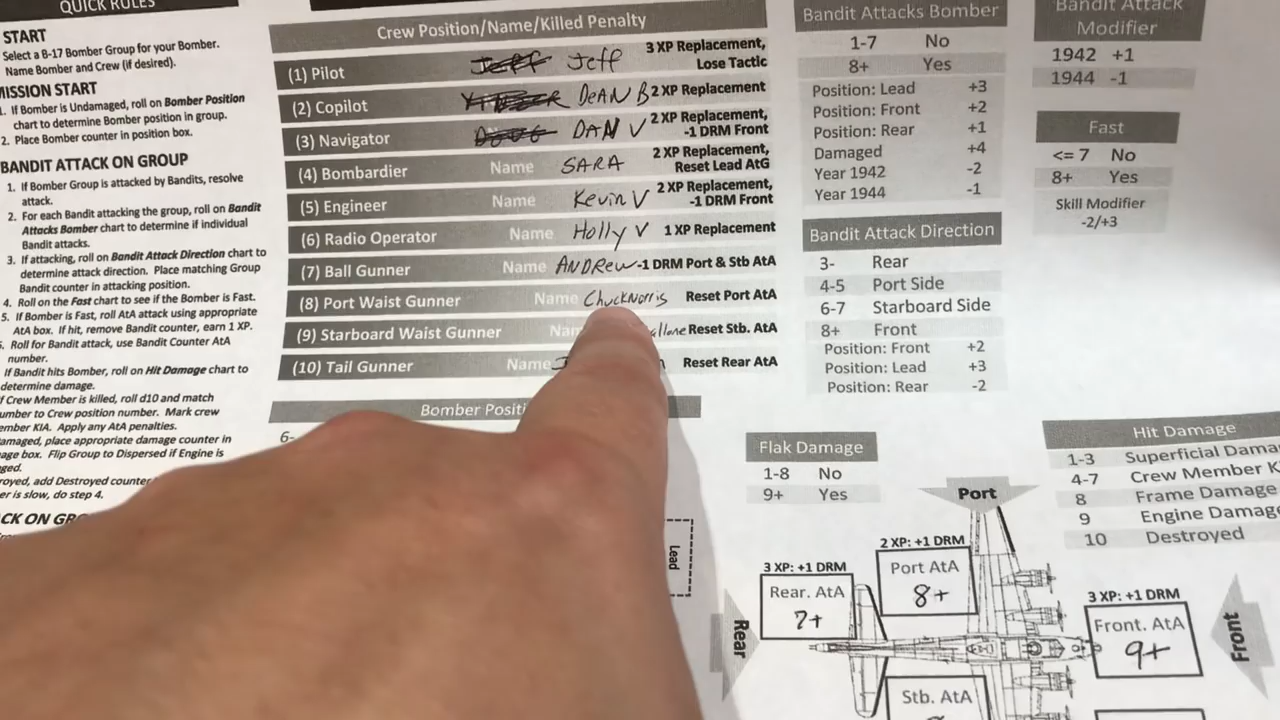 QUICK RULES
START
Select a B-17 Bomber Group for your Bomber.
Name Bomber and Crew (if desired).
MISSION START
1. If Bomber is Undamaged, roll on Bomber Position
chart to determine Bomber position in group.
2. Place Bomber counter in position box.
BANDIT ATTACK ON GROUP
1. If Bomber Group is attacked by Bandits, resolve
attack.
2. For each Bandit attacking the group, roll on Bandit
Attacks Bomber chart to determine if individual
Bandit attacks.
3. If attacking, roll on Bandit Attack Direction chart to
determine attack direction. Place matching Group
Bandit counter in attacking position.
4. Roll on the Fast chart to see if the Bomber is Fast.
5. If Bomber is Fast, roll AtA attack using appropriate
AtA box. If hit, remove Bandit counter, earn 1 XP.
Roll for Bandit attack, use Bandit Counter AtA
number.
If Bandit hits Bomber, roll on Hit Damage chart to
determine damage.
If Crew Member is killed, roll d10 and match
number to Crew position number. Mark crew
member KIA. Apply any AtA penalties.
damaged, place appropriate damage counter in
box. Flip Group to Dispersed if Engine is
add Destroyed counter
is slow, do step 4.
Crew Position/Name/Killed Penalty
(1) Pilot Jeff Jeff 3 XP Replacement,
Lose Tactic
(2) Copilot DeAN B 2 XP Replacement
(3) Navigator Doug DAN V 2 XP Replacement,
-1 DRM Front
(4) Bombardier Name SARA 2 XP Replacement,
Reset Lead AtG
(5) Engineer Name Kevin V 2 XP Replacement,
-1 DRM Front
(6) Radio Operator Name Holly V 1 XP Replacement
(7) Ball Gunner Name ANDRew -1 DRM Port & Stb AtA
(8) Port Waist Gunner Name ChuckNorris Reset Port AtA
(9) Starboard Waist Gunner Reset Stb. AtA
(10) Tail Gunner Name Reset Rear AtA
Bomber
6-
Lead
Bandit Attacks Bomber
1-7 No
8+ Yes
Position: Lead +3
Position: Front +2
Position: Rear +1
Damaged +4
Year 1942 -2
Year 1944 -1
Bandit Attack Direction
3- Rear
4-5 Port Side
6-7 Starboard Side
8+ Front
Position: Front +2
Position: Lead +3
Position: Rear -2
Bandit Attack
Modifier
1942 +1
1944 -1
Fast
<= 7 No
8+ Yes
Skill Modifier
-2/+3
Flak Damage
1-8 No
9+ Yes
Hit Damage
1-3 Superficial
4-7 Crew Member
8 Frame Damage
9 Engine
10 Destroyed
Port
2 XP: +1 DRM
Port AtA
8+
3 XP: +1 DRM
Rear. AtA
7+
Rear
3 XP: +1 DRM
Front. AtA
9+
Front
Stb. AtA